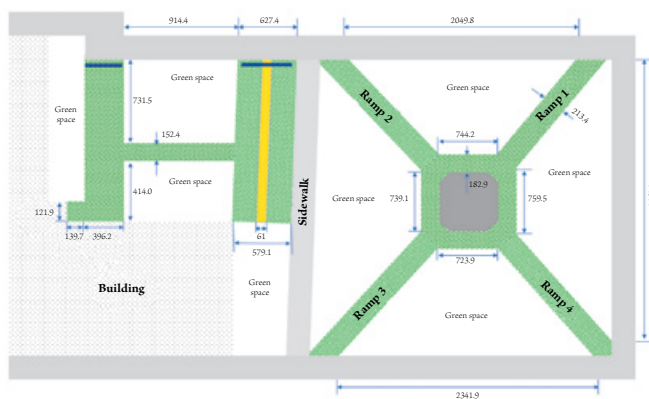 914.4
627.4
2049.8
Green space
Green
space
731.5
152.4
Green space
414.0
121.9
139.7
396.2
61
579.1
Building
Green
space
Sidewalk
Green space
Ramp 1
Ramp 2
213.4
744.2
182.9
739.1
759.5
Green space
Green space
723.9
Ramp 3
Ramp 4
Green space
2341.9